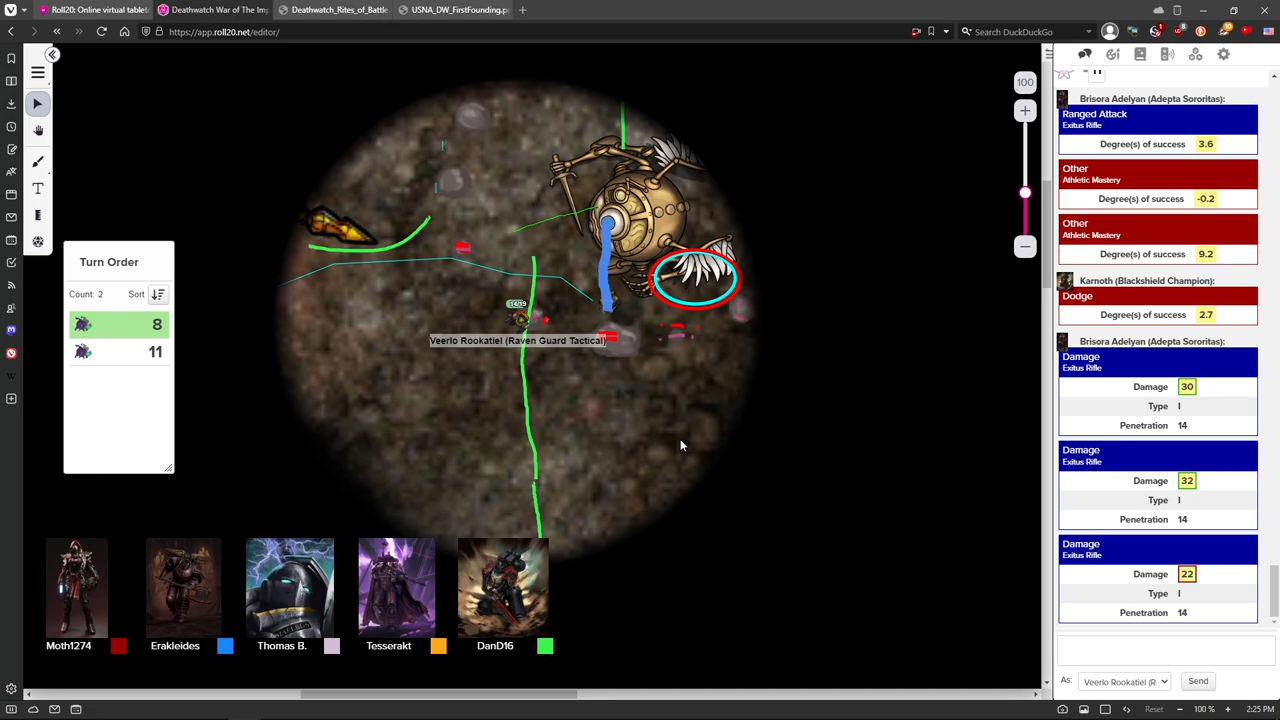 Roll20: Online virtual tablet
Deathwatch War of The Imp
Deathwatch_Rites_of_Battle
USNA_DW_FirstFounding.p
https://app.roll20.net/editor/
Search DuckDuckGo
100
Turn Order
Count: 2
Sort
8
11
14/19
Veerlo Rookatiel (Raven Guard Tactical)
Moth1274
Erakleides
Thomas B.
Tesserakt
DanD16
Brisora Adelyan (Adepta Sororitas):
Ranged Attack
Exitus Rifle
Degree(s) of success 3.6
Other
Athletic Mastery
Degree(s) of success -0.2
Other
Athletic Mastery
Degree(s) of success 9.2
Karnoth (Blackshield Champion):
Dodge
Degree(s) of success 2.7
Brisora Adelyan (Adepta Sororitas):
Damage
Exitus Rifle
Damage 30
Type I
Penetration 14
Damage
Exitus Rifle
Damage 32
Type I
Penetration 14
Damage
Exitus Rifle
Damage 22
Type I
Penetration 14
As: Veerlo Rookatiel (R
Send
Reset
100 %
2:25 PM